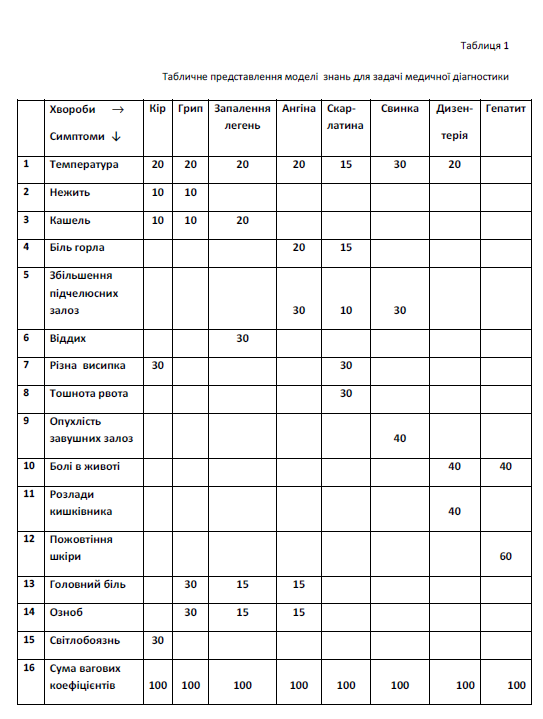 Таблиця 1
Табличне представлення моделі знань для задачі медичної діагностики
Хвороби → Кір Грип Запалення легень Ангіна Скар-латина Свинка Дизен-терія Гепатит
Симптоми ↓
1 Температура 20 20 20 20 15 30 20
2 Нежить 10 10
3 Кашель 10 10 20
4 Біль горла 20 15
5 Збільшення
підчелюсних
залоз 30 10 30
6 Віддих 30
7 Різна висипка 30 30
8 Тошнота рвота 30
9 Опухлість
завушних залоз 40
10 Болі в животі 40 40
11 Розлади
кишківника 40
12 Пожовтіння
шкіри 60
13 Головний біль 30 15 15
14 Озноб 30 15 15
15 Світлобоязнь 30
16 Сума вагових
коефіцієнтів 100 100 100 100 100 100 100 100